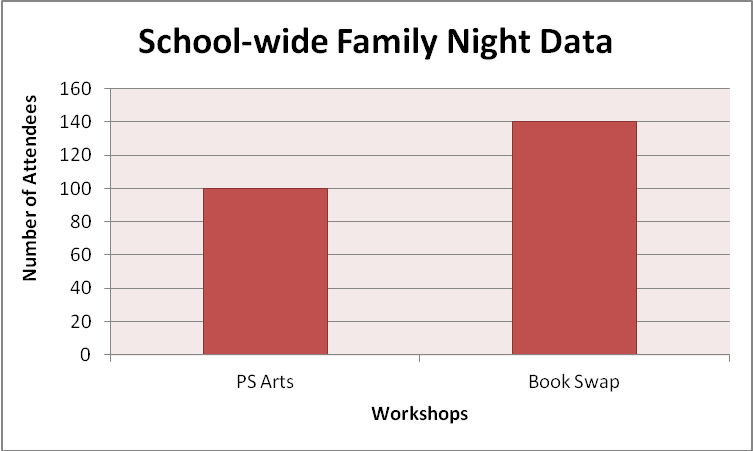 School-wide Family Night Data
Number of Attendees
160
140
120
100
80
60
40
20
0
PS Arts
Book Swap
Workshops